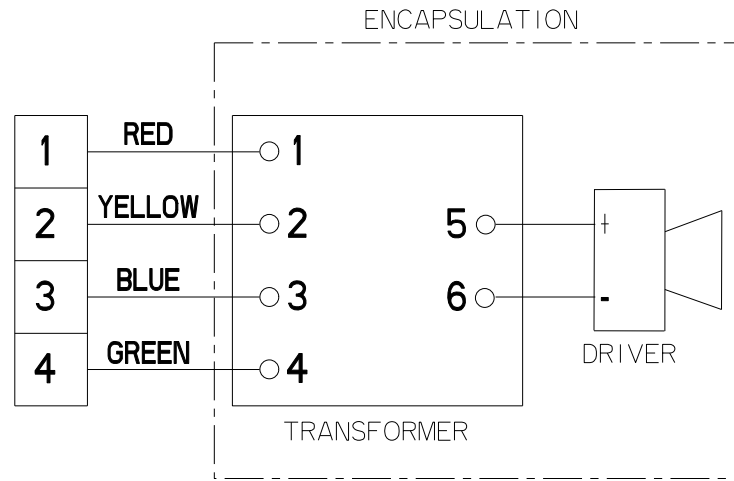 ENCAPSULATION
1 RED 1
2 YELLOW 2 5 +
3 BLUE 3 6 -
DRIVER
4 GREEN 4
TRANSFORMER